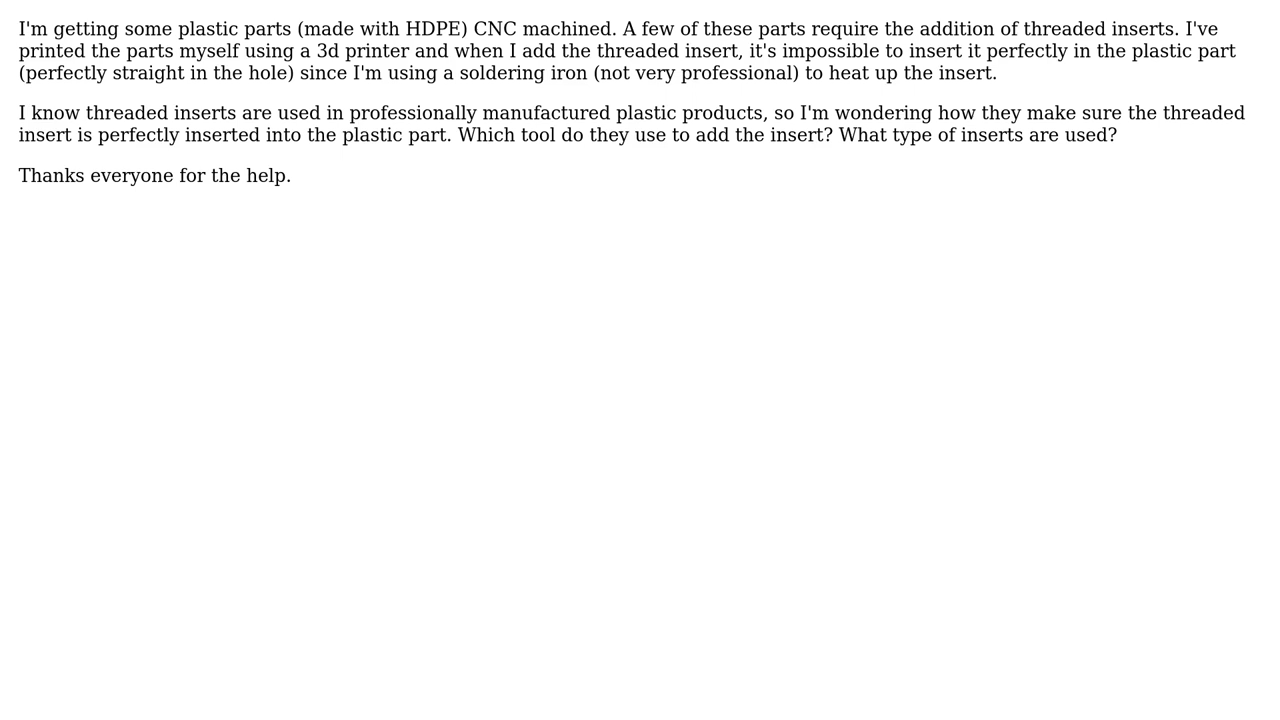 I'm getting some plastic parts (made with HDPE) CNC machined. A few of these parts require the addition of threaded inserts. I've
printed the parts myself using a 3d printer and when I add the threaded insert, it's impossible to insert it perfectly in the plastic part
(perfectly straight in the hole) since I'm using a soldering iron (not very professional) to heat up the insert.
I know threaded inserts are used in professionally manufactured plastic products, so I'm wondering how they make sure the threaded
insert is perfectly inserted into the plastic part. Which tool do they use to add the insert? What type of inserts are used?
Thanks everyone for the help.